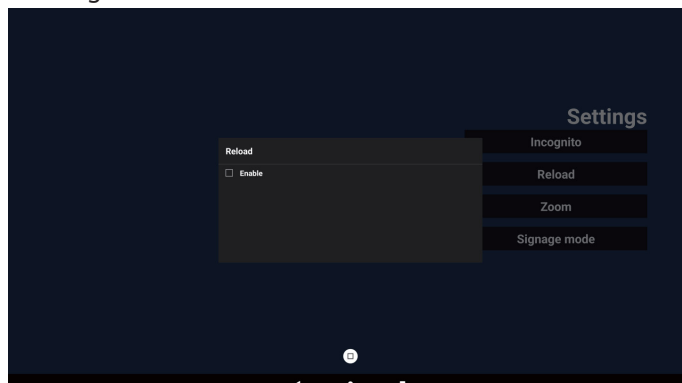 Settings
Incognito
Reload
Enable
Reload
Zoom
Signage mode